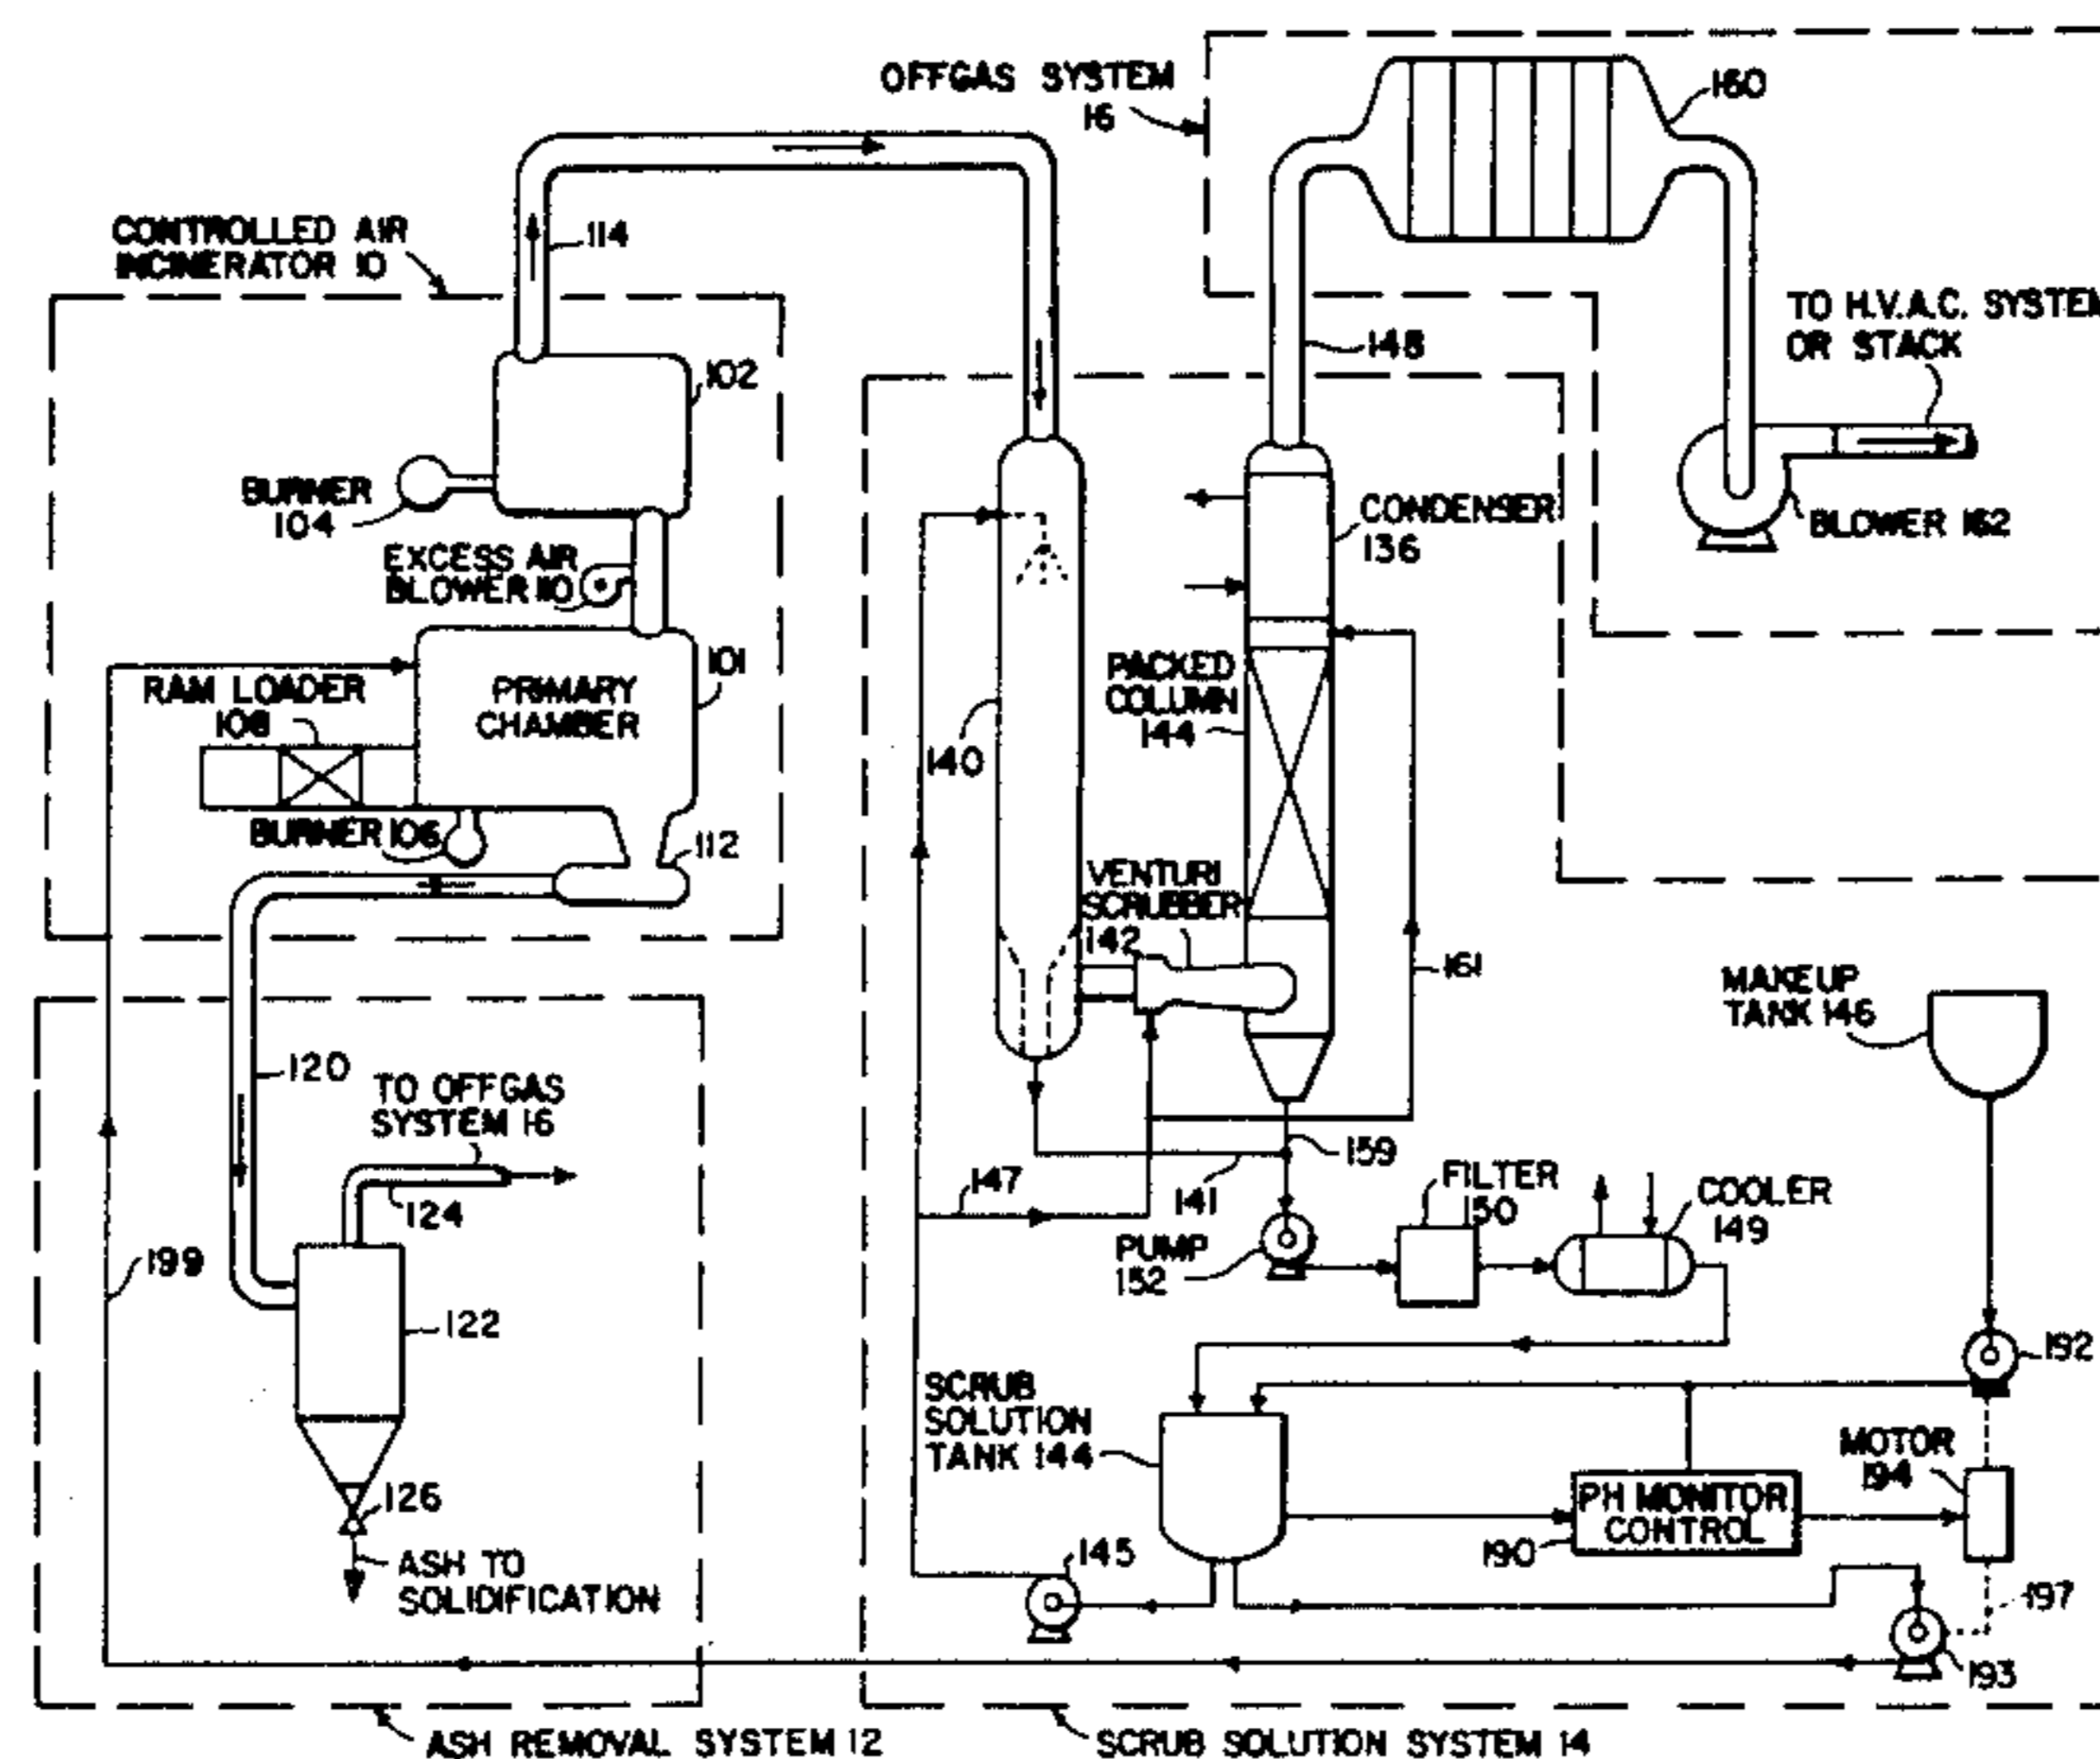 OFFGAS SYSTEM
16
160
CONTROLLED AIR
INCINERATOR 10
114
148
TO H.V.A.C. SYSTEM
OR STACK
102
BURNER
104
CONDENSER
136
BLOWER 162
EXCESS AIR
BLOWER 110
101
RAM LOADER
108
PRIMARY
CHAMBER
PACKED
COLUMN
144
140
BURNER 106
112
VENTURI
SCRUBBER
142
161
MAKEUP
TANK 146
120
TO OFFGAS
SYSTEM 16
124
147
141
159
FILTER
150
COOLER
149
PUMP
152
199
122
192
SCRUB
SOLUTION
TANK 144
MOTOR
194
PH MONITOR
CONTROL
190
126
145
ASH TO
SOLIDIFICATION
197
193
ASH REMOVAL SYSTEM 12
SCRUB SOLUTION SYSTEM 14